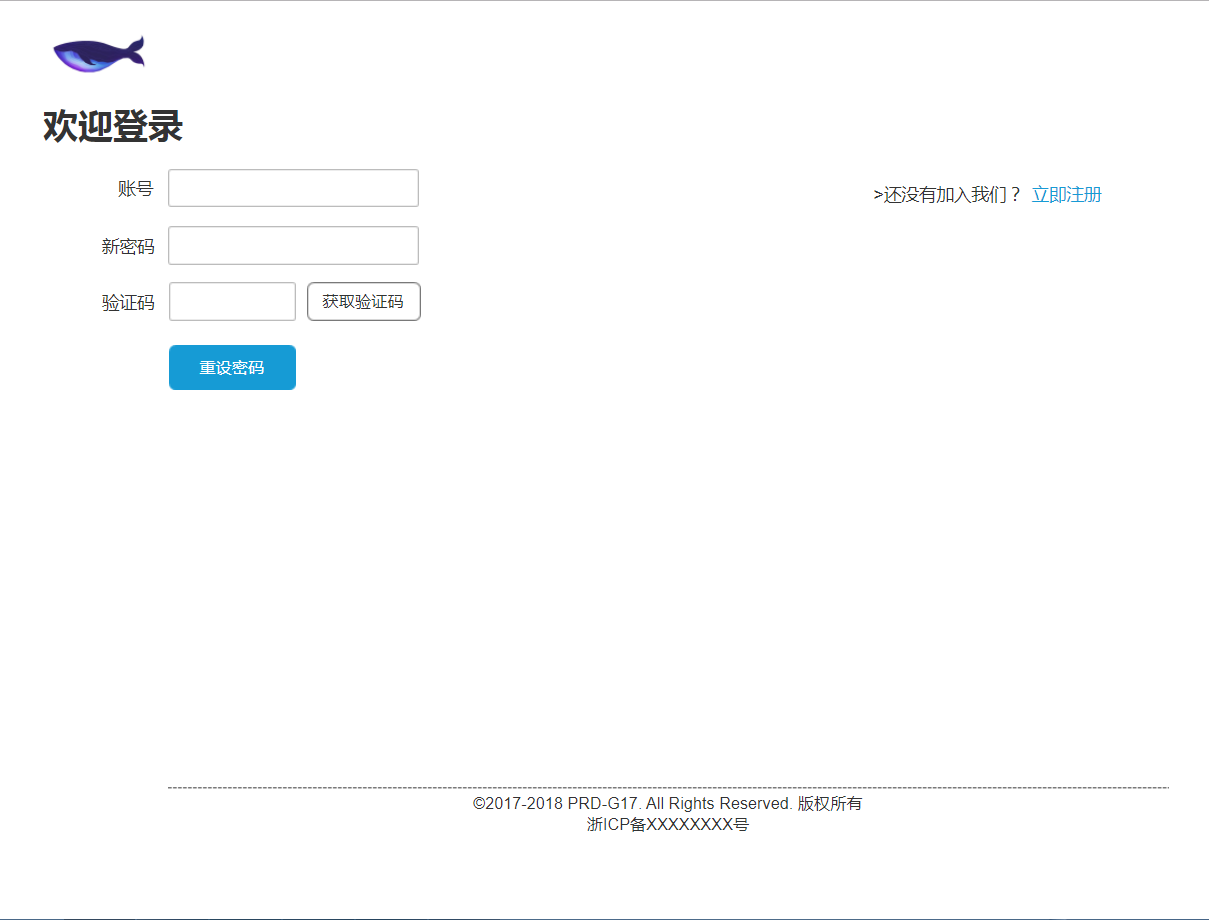 欢迎登录
账号
>还没有加入我们？ 立即注册
新密码
验证码 获取验证码
重设密码
©2017-2018 PRD-G17. All Rights Reserved. 版权所有
浙ICP备XXXXXXXX号